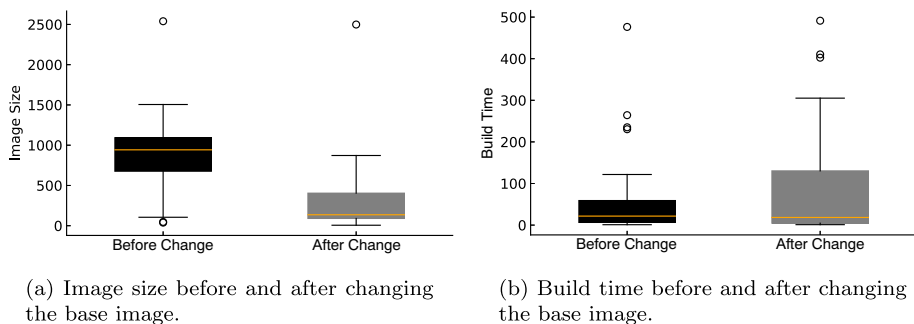 2500
2000
1500
1000
500
0
Image Size
Before Change
After Change
(a) Image size before and after changing
the base image.
500
400
300
200
100
0
Build Time
Before Change
After Change
(b) Build time before and after changing
the base image.